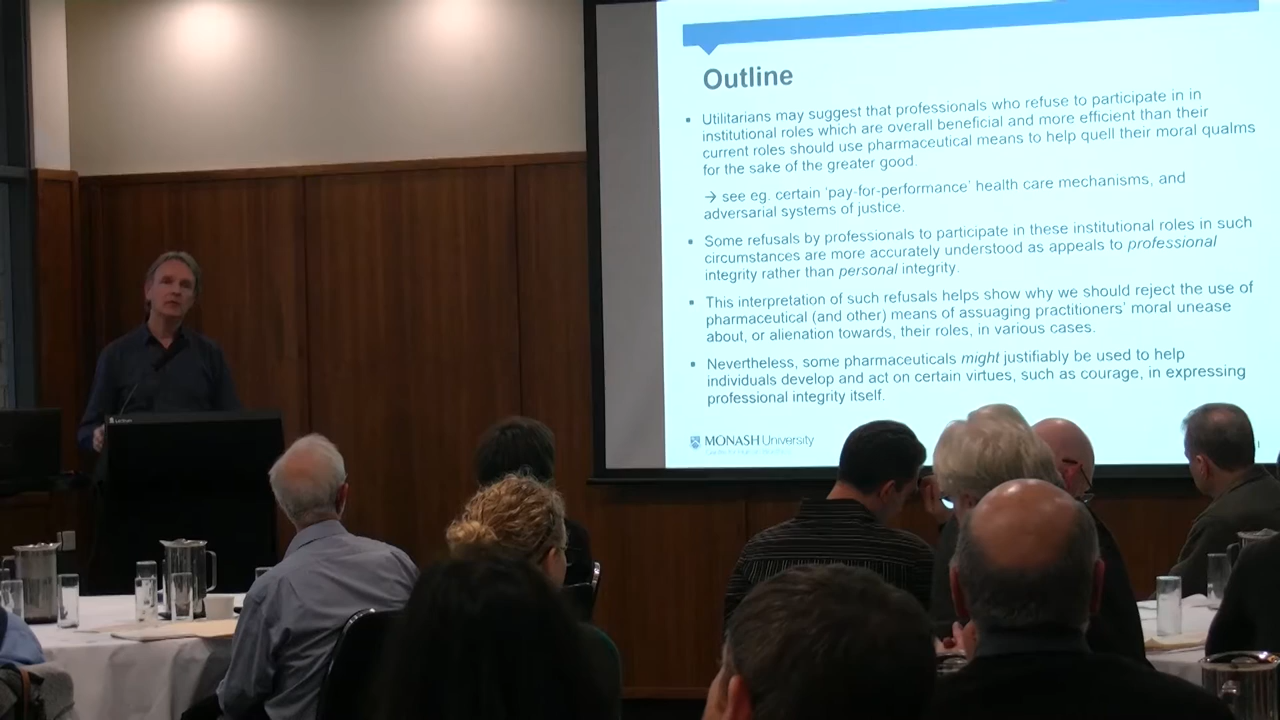 Outline
▪ Utilitarians may suggest that professionals who refuse to participate in in
institutional roles which are overall beneficial and more efficient than their
current roles should use pharmaceutical means to help quell their moral qualms
for the sake of the greater good.
→ see eg. certain 'pay-for-performance' health care mechanisms, and
adversarial systems of justice.
▪ Some refusals by professionals to participate in these institutional roles in such
circumstances are more accurately understood as appeals to professional
integrity rather than personal integrity.
▪ This interpretation of such refusals helps show why we should reject the use of
pharmaceutical (and other) means of assuaging practitioners' moral unease
about, or alienation towards, their roles, in various cases.
▪ Nevertheless, some pharmaceuticals might justifiably be used to help
individuals develop and act on certain virtues, such as courage, in expressing
professional integrity itself.
MONASH University